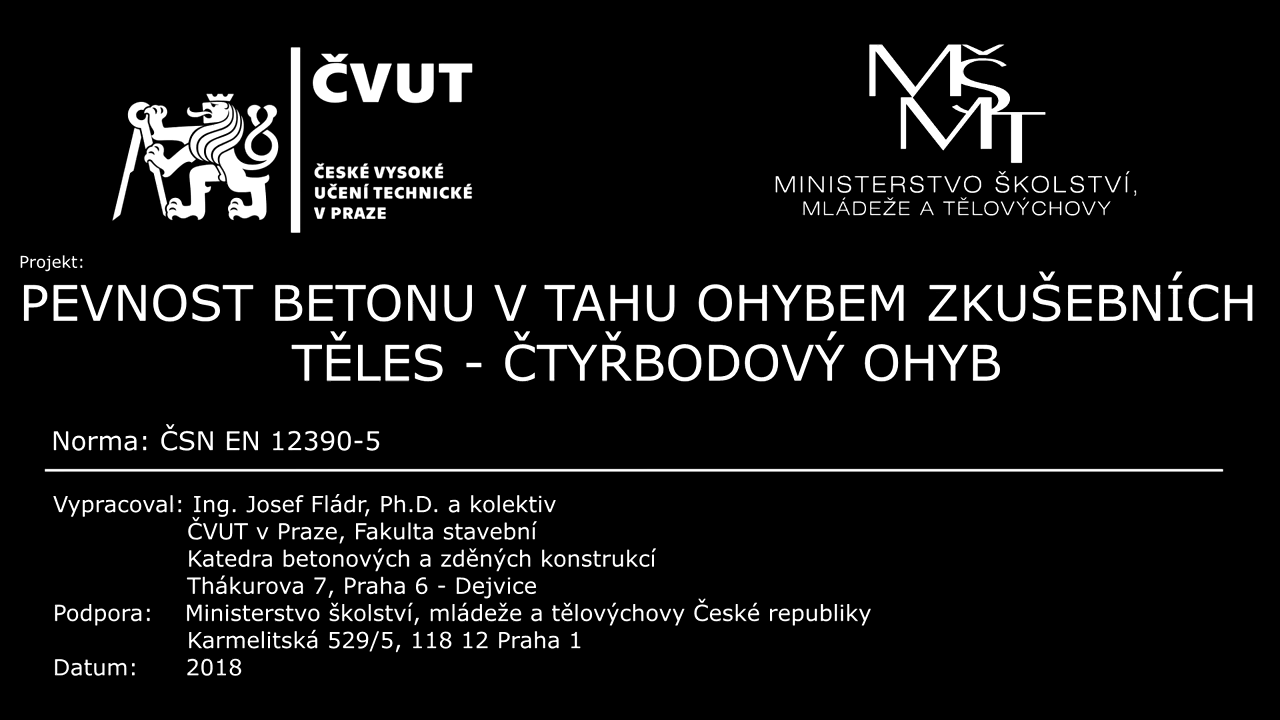 ČVUT
ČESKÉ VYSOKÉ
UČENÍ TECHNICKÉ
V PRAZE
MŠ
MT
MINISTERSTVO ŠKOLSTVÍ,
MLÁDEŽE A TĚLOVÝCHOVY
Projekt:
PEVNOST BETONU V TAHU OHYBEM ZKUŠEBNÍCH
TĚLES - ČTYŘBODOVÝ OHYB
Norma: ČSN EN 12390-5
Vypracoval: Ing. Josef Fládr, Ph.D. a kolektiv
ČVUT v Praze, Fakulta stavební
Katedra betonových a zděných konstrukcí
Thákurova 7, Praha 6 - Dejvice
Podpora: Ministerstvo školství, mládeže a tělovýchovy České republiky
Karmelitská 529/5, 118 12 Praha 1
Datum: 2018